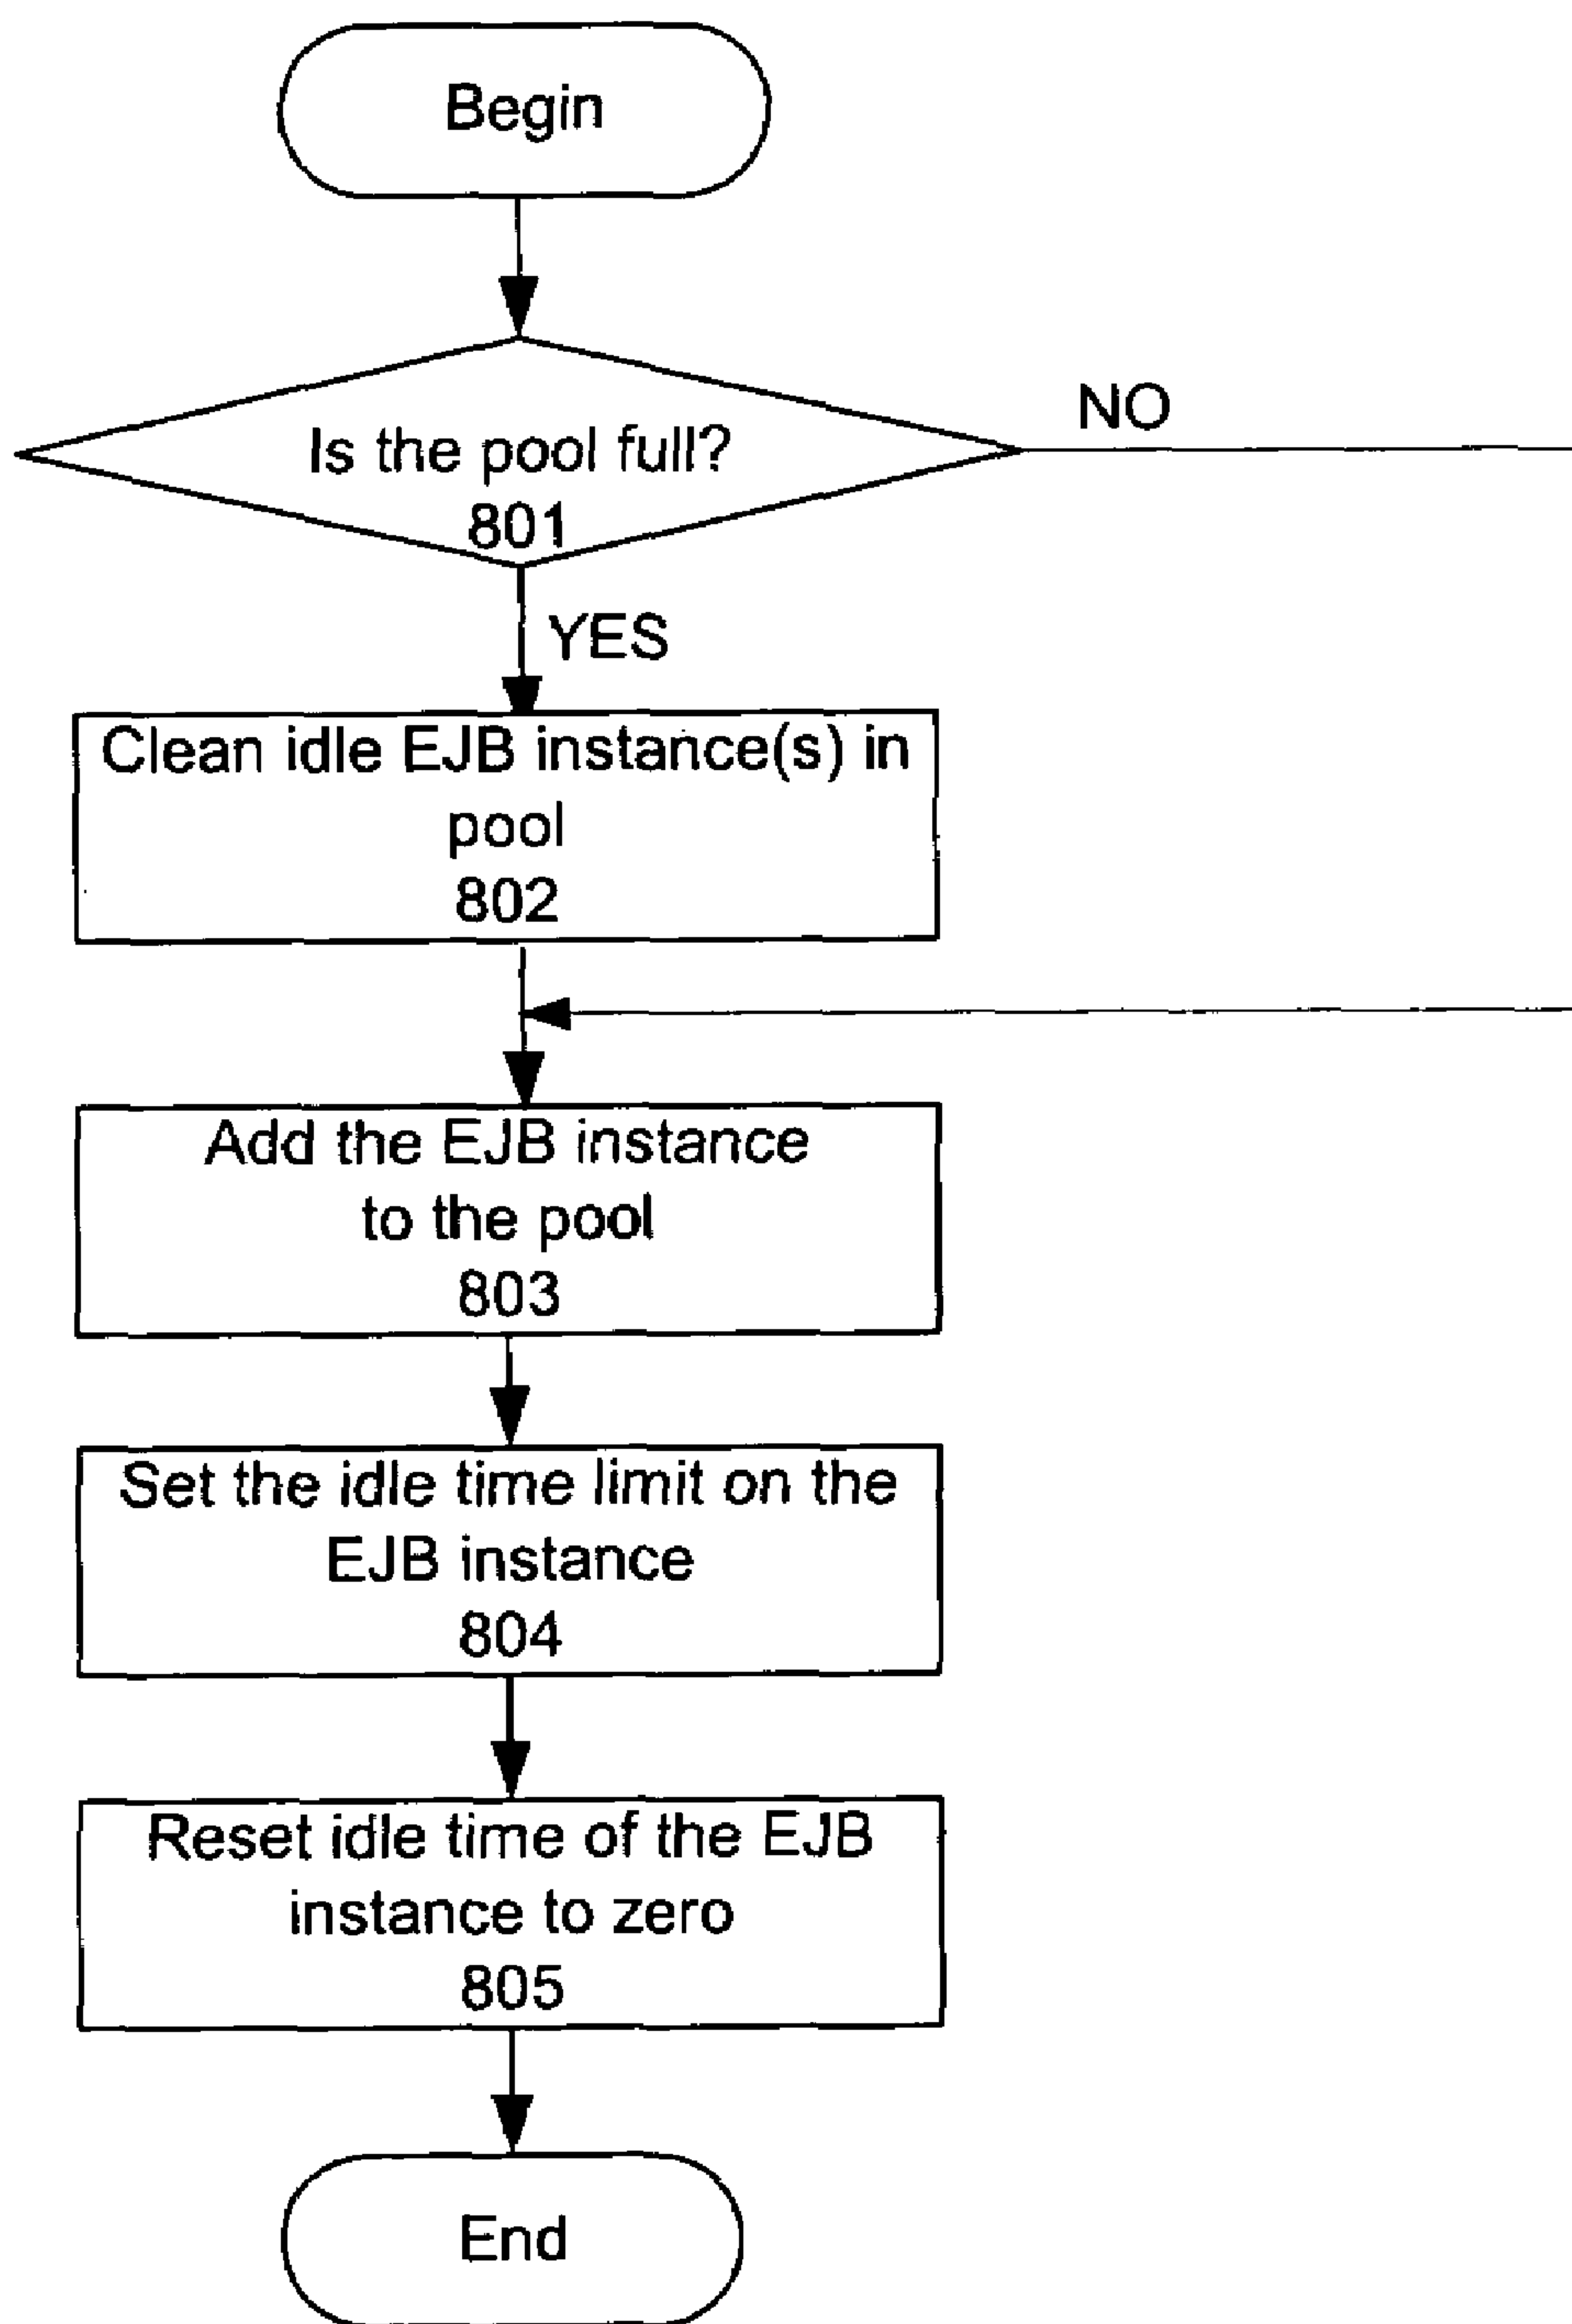 Begin
Is the pool full?
801
NO
YES
Clean idle EJB instance(s) in
pool
802
Add the EJB instance
to the pool
803
Set the idle time limit on the
EJB instance
804
Reset idle time of the EJB
instance to zero
805
End